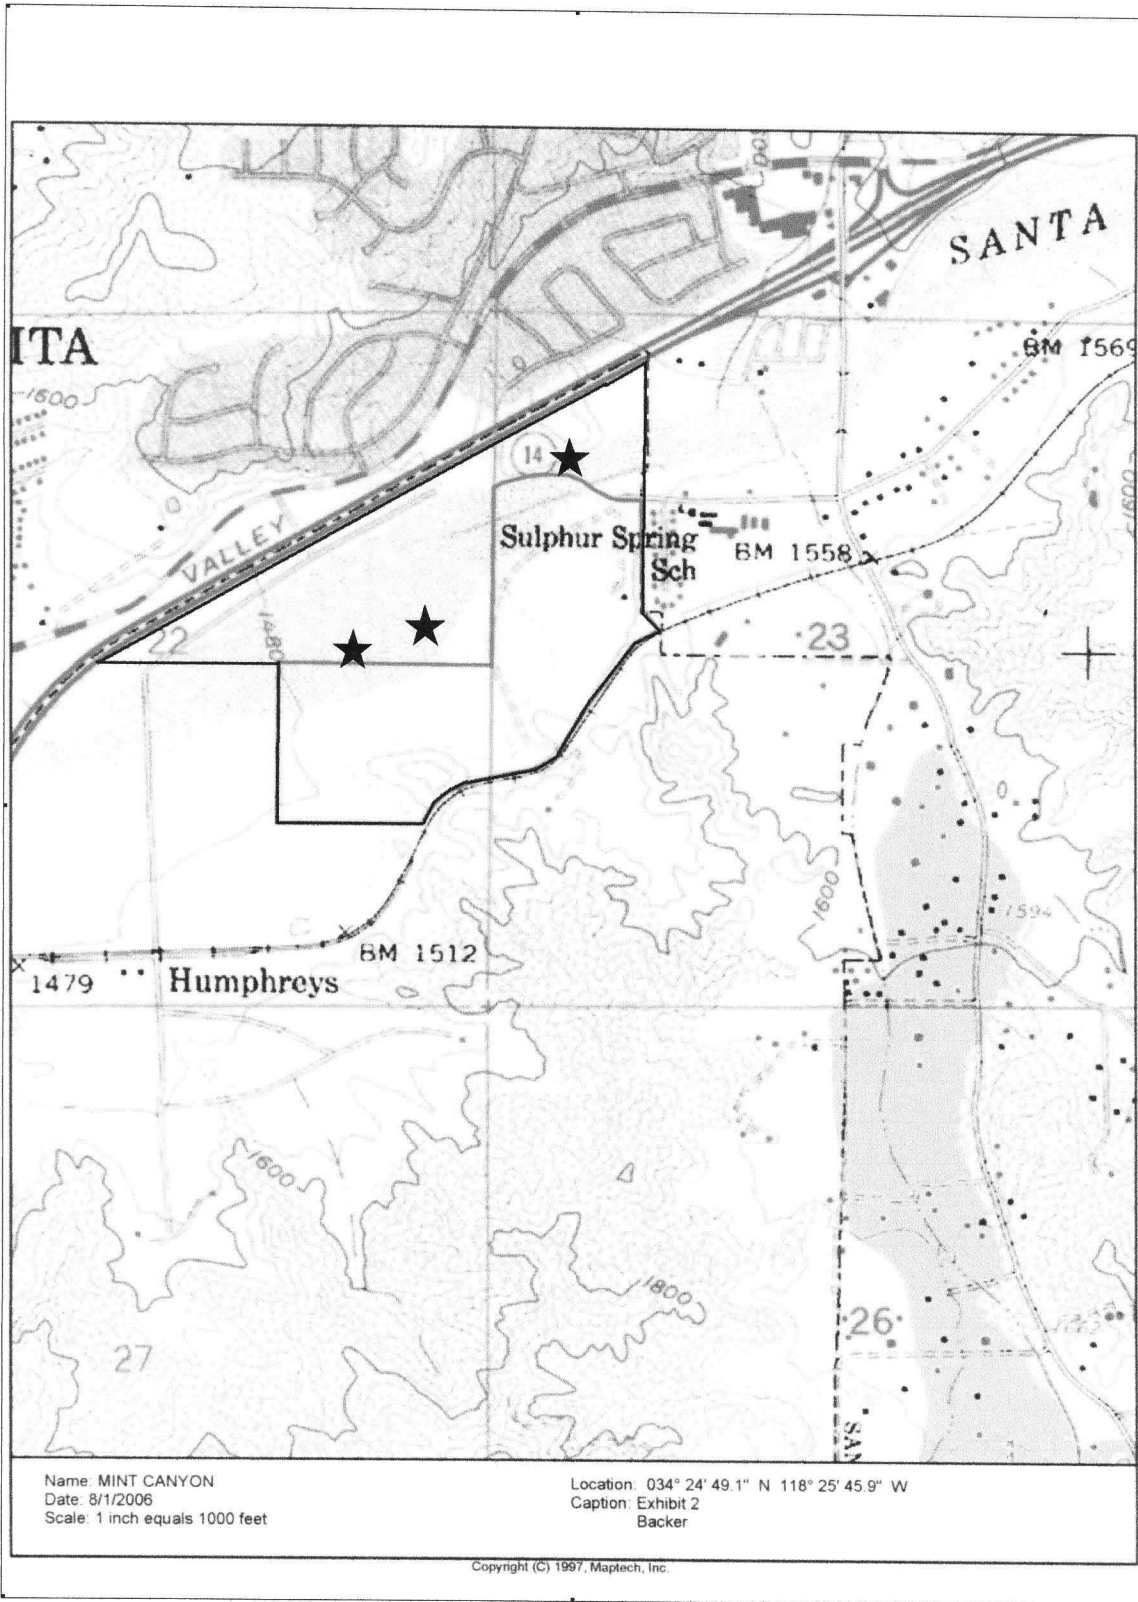 SANTA
ITA
BM 1569
1600
1600
14
VALLEY
Sulphur Spring
Sch
BM 1558
1480
22
23
1600
1594
BM 1512
1479
Humphreys
1600
1800
26
27
SAN
Name: MINT CANYON
Date: 8/1/2006
Scale: 1 inch equals 1000 feet
Location: 034° 24' 49.1" N 118° 25' 45.9" W
Caption: Exhibit 2
Backer
Copyright (C) 1997, Maptech, Inc.